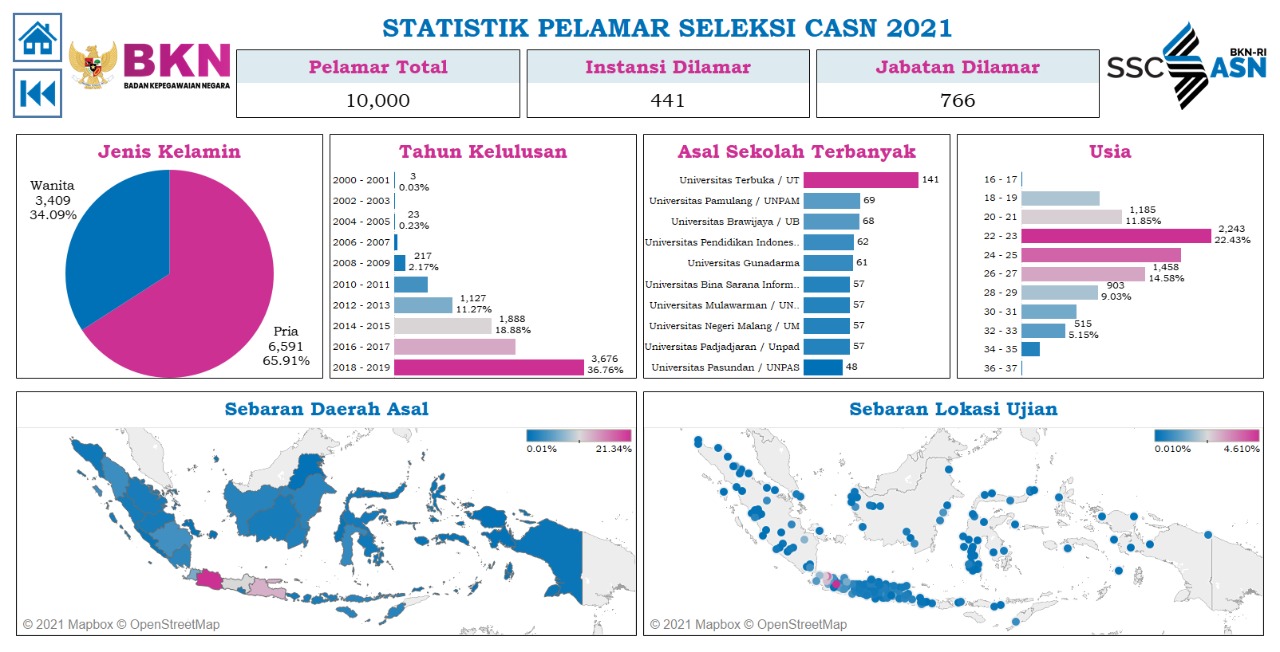 STATISTIK PELAMAR SELEKSI CASN 2021
BKN
BADAN KEPEGAWAIAN NEGARA
Pelamar Total
10,000
Instansi Dilamar
441
Jabatan Dilamar
766
SSC
BKN-RI
ASN
Jenis Kelamin
Wanita
3,409
34.09%
Pria
6,591
65.91%
Tahun Kelulusan
2000 - 2001
3
0.03%
2002 - 2003
2004 - 2005
23
0.23%
2006 - 2007
2008 - 2009
217
2.17%
2010 - 2011
2012 - 2013
1,127
11.27%
2014 - 2015
1,888
18.88%
2016 - 2017
2018 - 2019
3,676
36.76%
Asal Sekolah Terbanyak
Universitas Terbuka / UT 141
Universitas Pamulang / UNPAM 69
Universitas Brawijaya / UB 68
Universitas Pendidikan Indones.. 62
Universitas Gunadarma 61
Universitas Bina Sarana Inform.. 57
Universitas Mulawarman / UN.. 57
Universitas Negeri Malang / UM 57
Universitas Padjadjaran / Unpad 57
Universitas Pasundan / UNPAS 48
Usia
16 - 17
18 - 19
20 - 21
1,185
11.85%
22 - 23
2,243
22.43%
24 - 25
26 - 27
1,458
14.58%
28 - 29
903
9.03%
30 - 31
32 - 33
515
5.15%
34 - 35
36 - 37
Sebaran Daerah Asal
0.01% 21.34%
© 2021 Mapbox © OpenStreetMap
Sebaran Lokasi Ujian
0.010% 4.610%
© 2021 Mapbox © OpenStreetMap